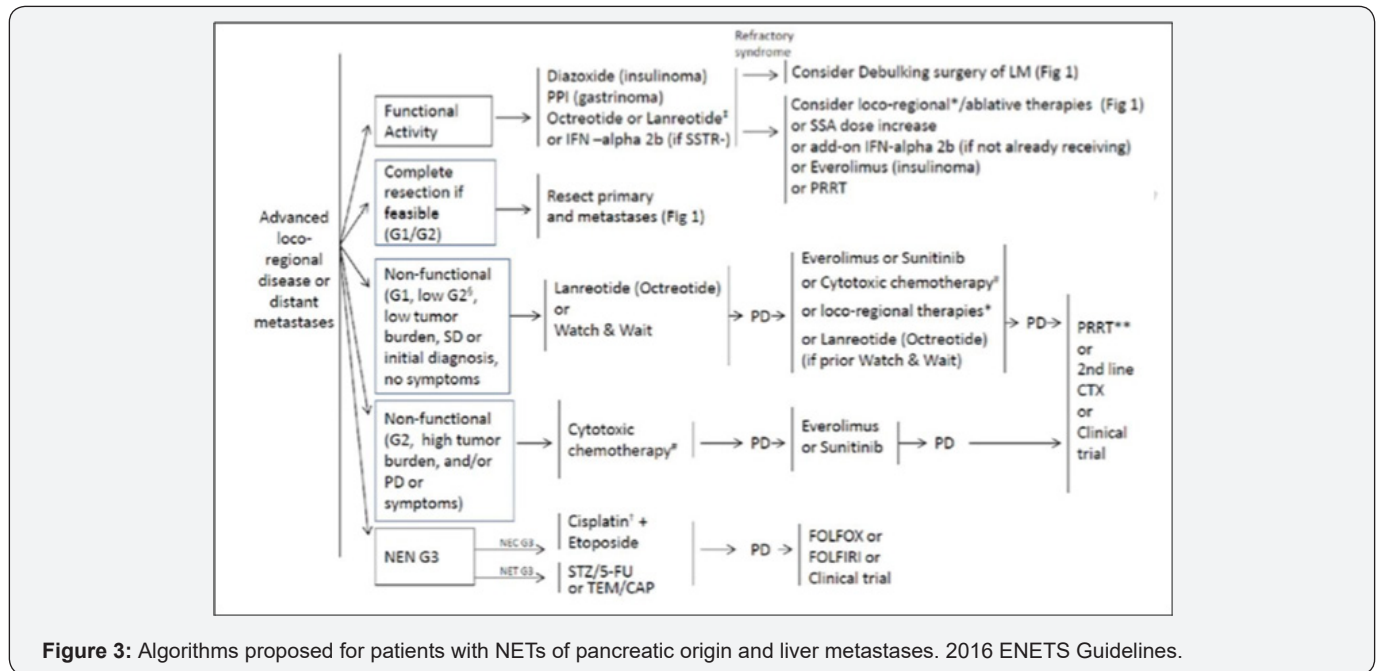 Refractory
syndrome
Diazoxide (insulinoma)
PPI (gastrinoma)
Octreotide or Lanreotide‡
or IFN –alpha 2b (if SSTR-)
Consider Debulking surgery of LM (Fig 1)
Consider loco-regional*/ablative therapies (Fig 1)
or SSA dose increase
or add-on IFN-alpha 2b (if not already receiving)
or Everolimus (insulinoma)
or PRRT
Functional
Activity
Complete
resection if
feasible
(G1/G2)
Resect primary
and metastases (Fig 1)
Advanced
loco-
regional
disease or
distant
metastases
Non-functional
(G1, low G2§,
low tumor
burden, SD or
initial diagnosis,
no symptoms
Lanreotide (Octreotide)
or
Watch & Wait
PD
Everolimus or Sunitinib
or Cytotoxic chemotherapy#
or loco-regional therapies*
or Lanreotide (Octreotide)
(if prior Watch & Wait)
PD
PRRT**
or
2nd line
CTX
or
Clinical
trial
Non-functional
(G2, high tumor
burden, and/or
PD or
symptoms)
Cytotoxic
chemotherapy#
PD
Everolimus
or Sunitinib
PD
NEN G3
NEC G3
NET G3
Cisplatin† +
Etoposide
STZ/5-FU
or TEM/CAP
PD
FOLFOX or
FOLFIRI or
Clinical trial
Figure 3: Algorithms proposed for patients with NETs of pancreatic origin and liver metastases. 2016 ENETS Guidelines.